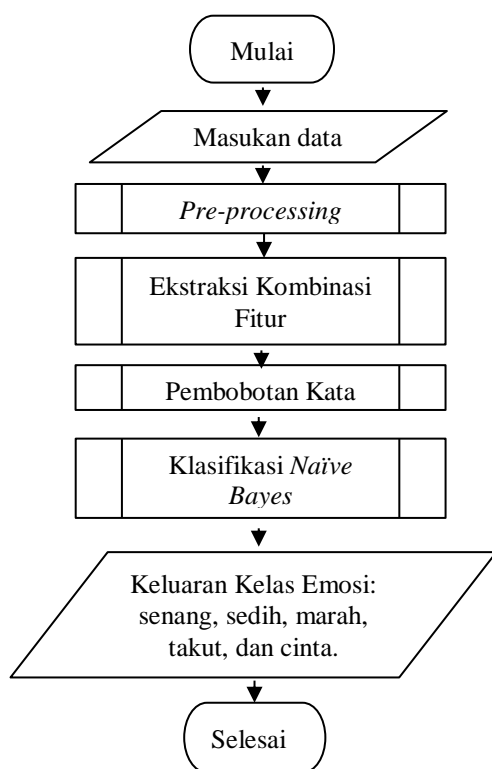 Mulai
Masukan data
Pre-processing
Ekstraksi Kombinasi
Fitur
Pembobotan Kata
Klasifikasi Naïve
Bayes
Keluaran Kelas Emosi:
senang, sedih, marah,
takut, dan cinta.
Selesai